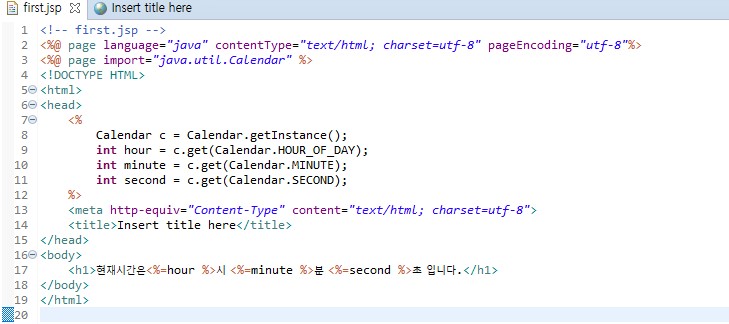 first.jsp Insert title here
1 <!-- first.jsp -->
2 <%@ page language="java" contentType="text/html; charset=utf-8" pageEncoding="utf-8"%>
3 <%@ page import="java.util.Calendar" %>
4 <!DOCTYPE HTML>
5 <html>
6 <head>
7 <%
8 Calendar c = Calendar.getInstance();
9 int hour = c.get(Calendar.HOUR_OF_DAY);
10 int minute = c.get(Calendar.MINUTE);
11 int second = c.get(Calendar.SECOND);
12 %>
13 <meta http-equiv="Content-Type" content="text/html; charset=utf-8">
14 <title>Insert title here</title>
15 </head>
16 <body>
17 <h1>현재시간은<%=hour %>시 <%=minute %>분 <%=second %>초 입니다.</h1>
18 </body>
19 </html>
20